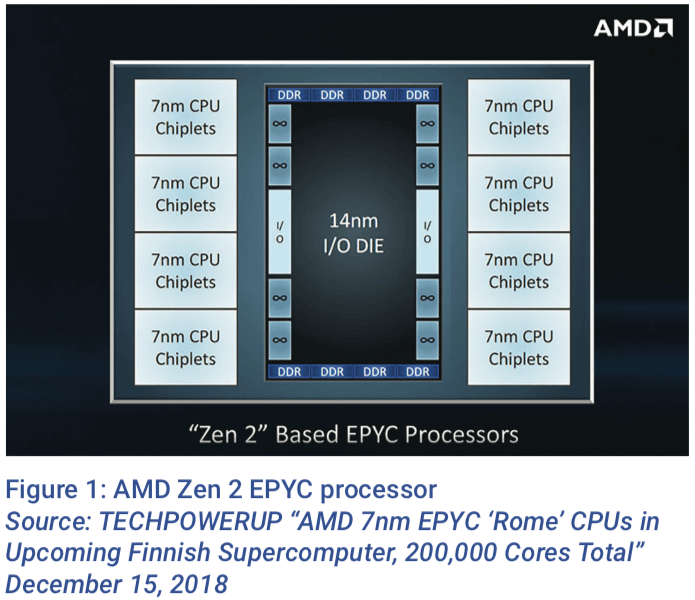 AMD
7nm CPU
Chiplets
7nm CPU
Chiplets
7nm CPU
Chiplets
7nm CPU
Chiplets
DDR DDR DDR DDR
∞ ∞
∞ ∞
I/
O
14nm
I/O DIE
I/
O
∞ ∞
∞ ∞
DDR DDR DDR DDR
7nm CPU
Chiplets
7nm CPU
Chiplets
7nm CPU
Chiplets
7nm CPU
Chiplets
“Zen 2” Based EPYC Processors
Figure 1: AMD Zen 2 EPYC processor
Source: TECHPOWERUP “AMD 7nm EPYC ‘Rome’ CPUs in
Upcoming Finnish Supercomputer, 200,000 Cores Total”
December 15, 2018